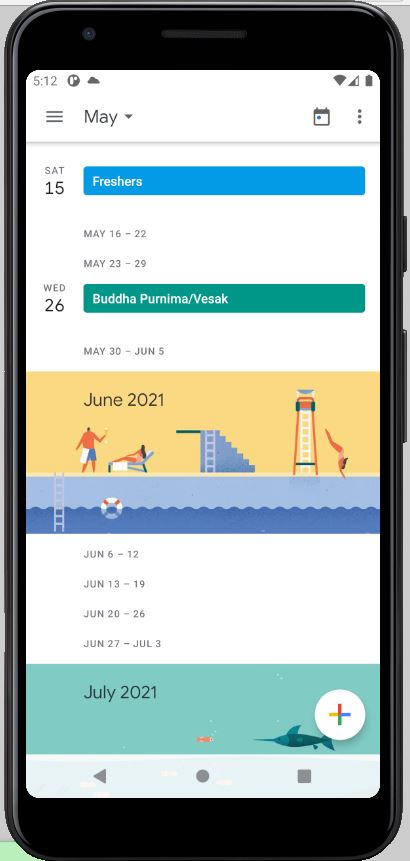 5:12
May
SAT
15
Freshers
MAY 16 – 22
MAY 23 – 29
WED
26
Buddha Purnima/Vesak
MAY 30 – JUN 5
June 2021
JUN 6 – 12
JUN 13 – 19
JUN 20 – 26
JUN 27 – JUL 3
July 2021